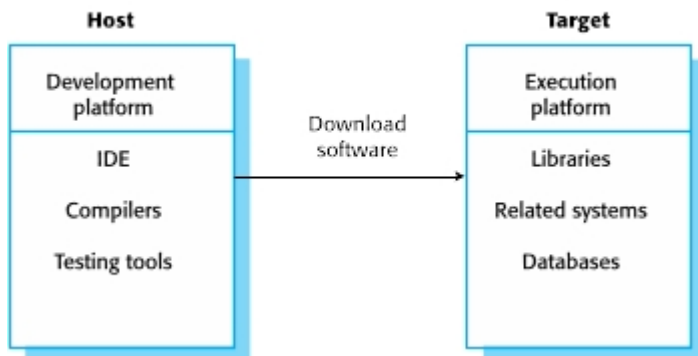 Host
Development
platform
IDE
Compilers
Testing tools
Download
software
Target
Execution
platform
Libraries
Related systems
Databases